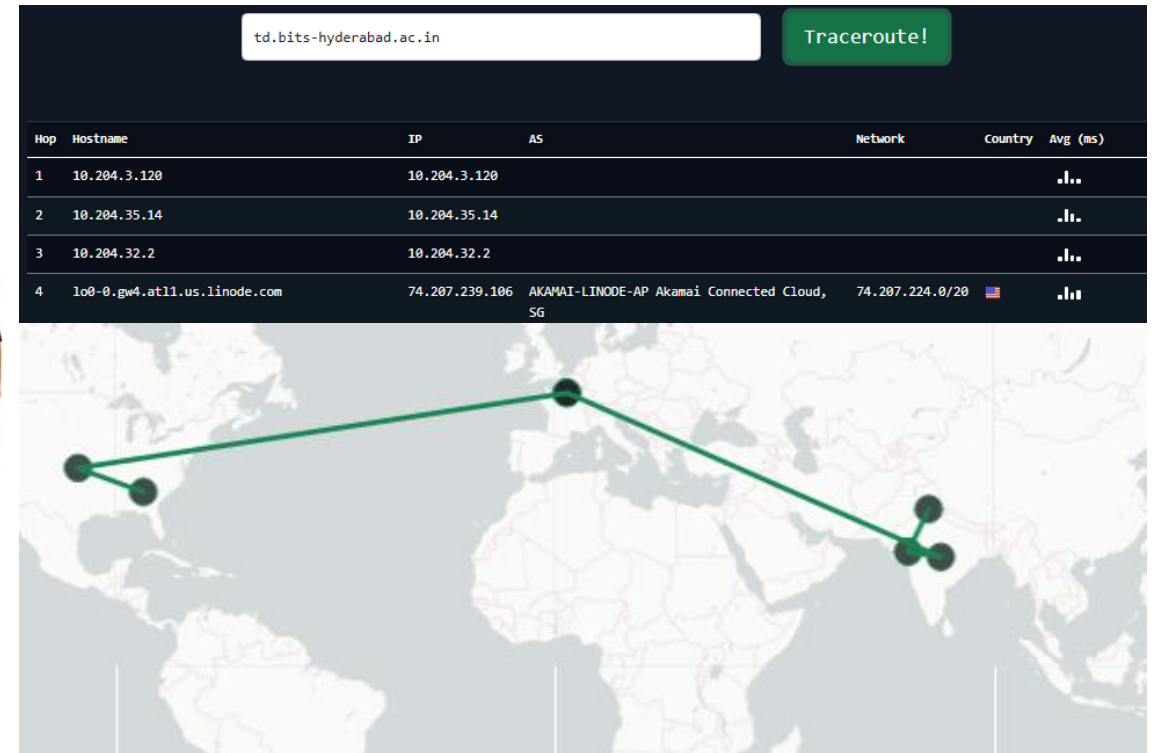 td.bits-hyderabad.ac.in
Traceroute!
Hop Hostname IP AS Network Country Avg (ms)
1 10.204.3.120 10.204.3.120
2 10.204.35.14 10.204.35.14
3 10.204.32.2 10.204.32.2
4 lo0-0.gw4.atl1.us.linode.com 74.207.239.106 AKAMAI-LINODE-AP Akamai Connected Cloud, 74.207.224.0/20
SG